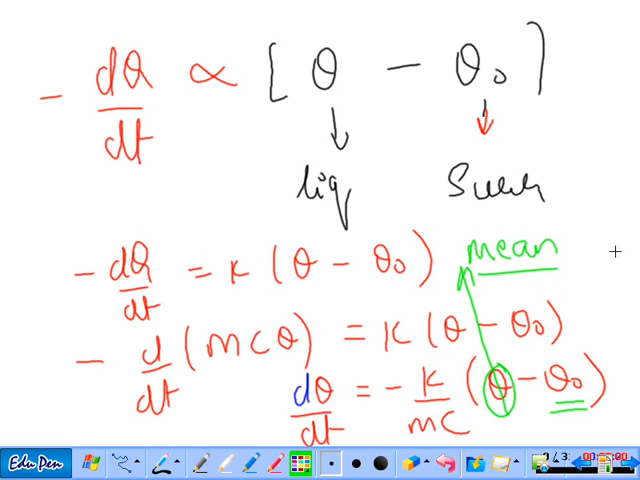 - dQ/dt ∝ [θ - θ₀]
↓ ↓
liq Surr
- dQ/dt = K (θ - θ₀) mean
- d/dt (mcθ) = K (θ - θ₀)
dθ/dt = - K/mc (θ - θ₀)
Edu Pen